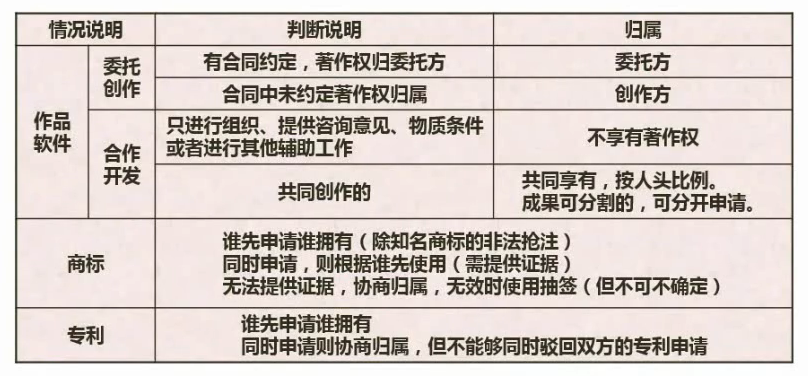 情况说明 判断说明 归属
作品
软件
委托
创作
有合同约定，著作权归委托方 委托方
合同中未约定著作权归属 创作方
合作
开发
只进行组织、提供咨询意见、物质条件
或者进行其他辅助工作
不享有著作权
共同创作的
共同享有，按人头比例。
成果可分割的，可分开申请。
商标
谁先申请谁拥有（除知名商标的非法抢注）
同时申请，则根据谁先使用（需提供证据）
无法提供证据，协商归属，无效时使用抽签（但不可不确定）
专利
谁先申请谁拥有
同时申请则协商归属，但不能够同时驳回双方的专利申请